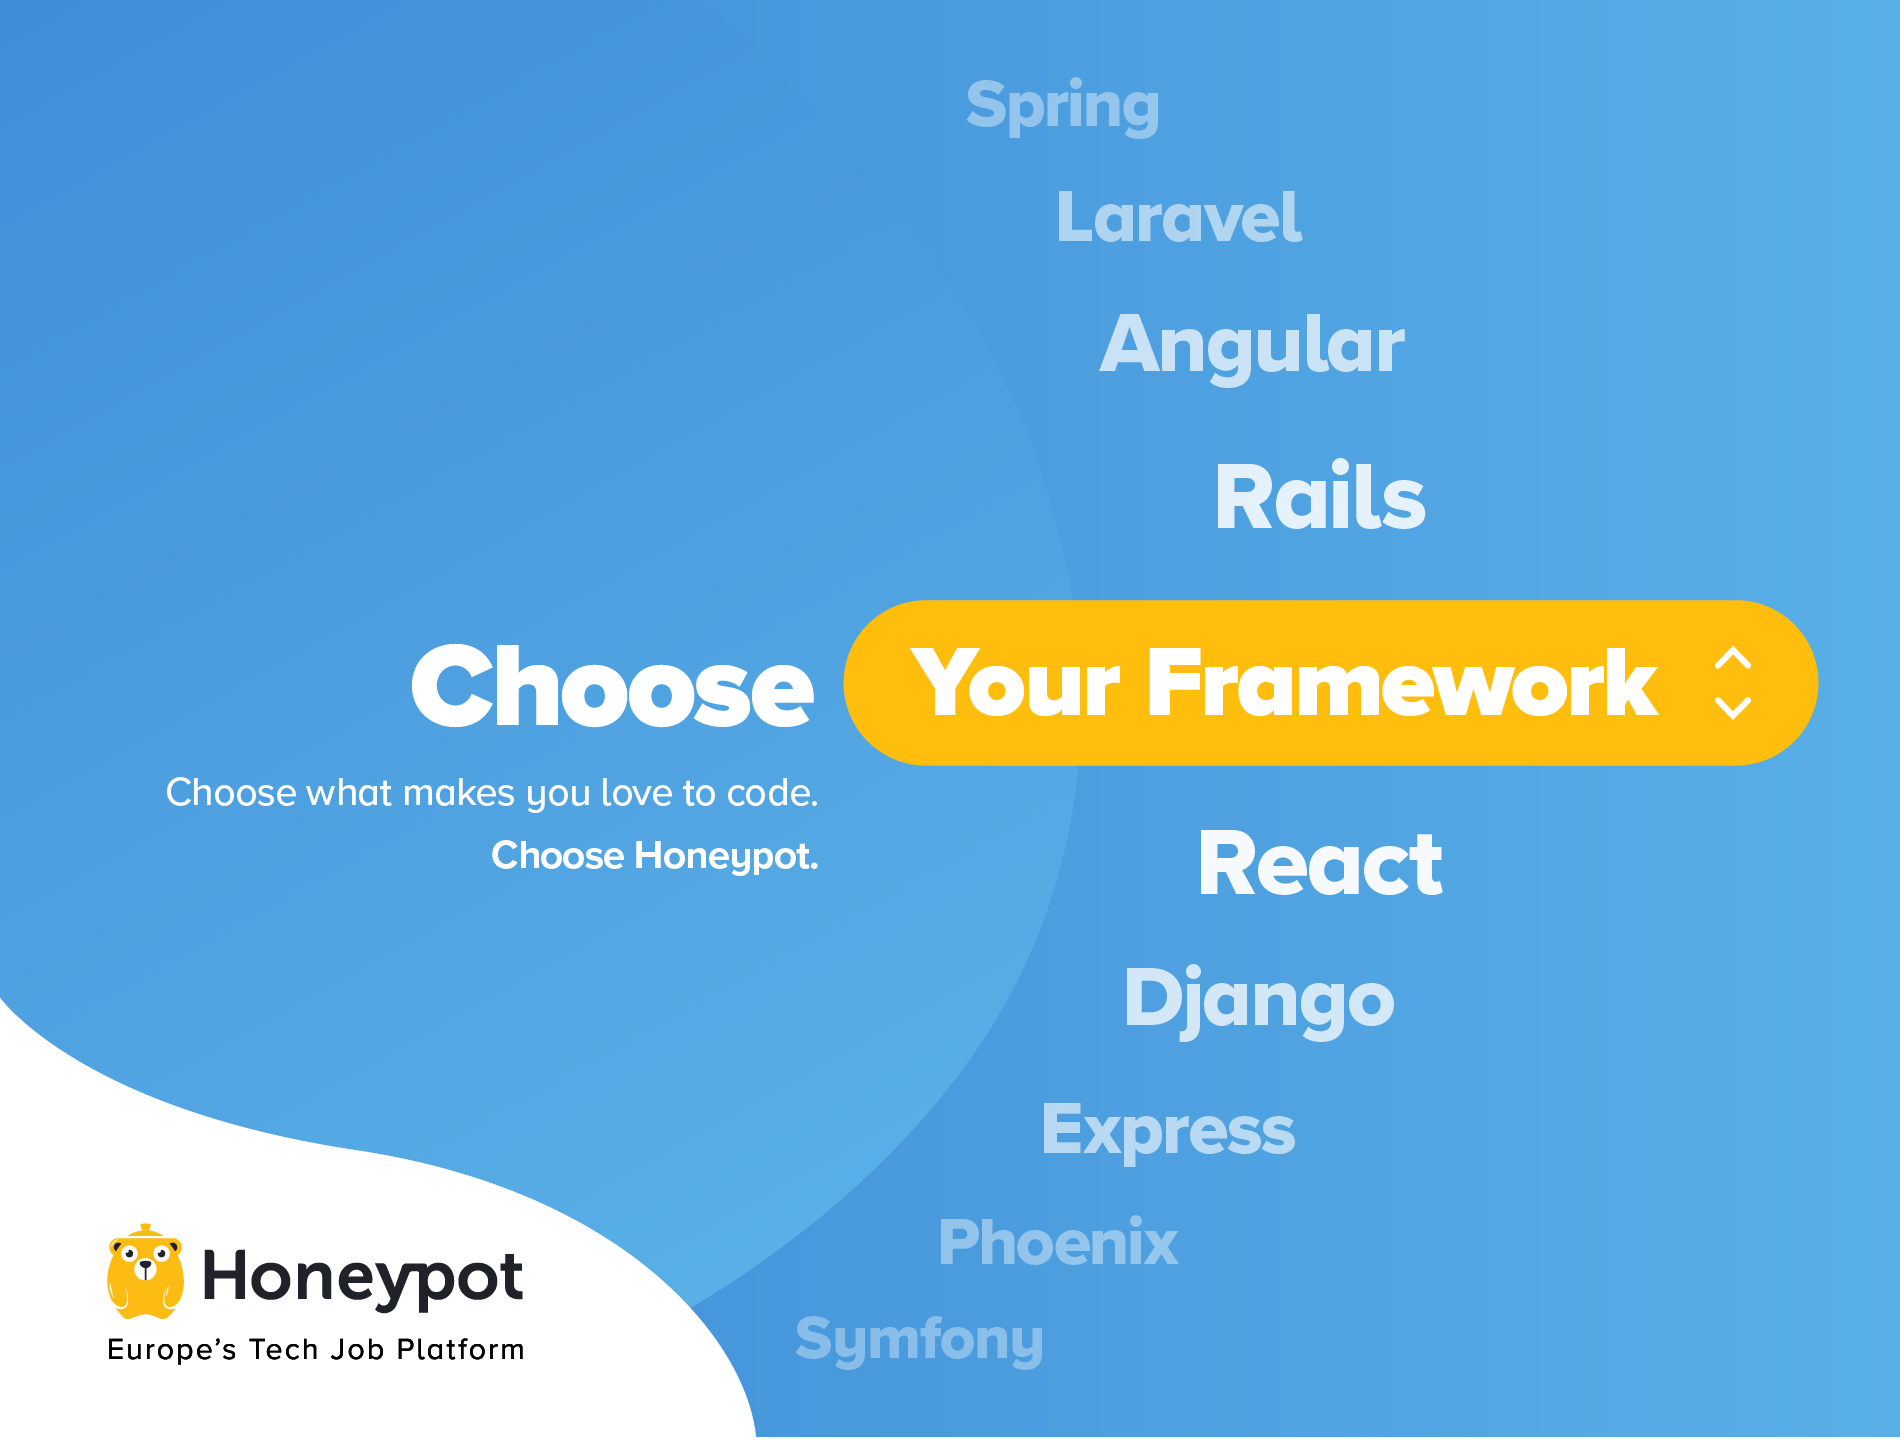 Spring
Laravel
Angular
Rails
Choose Your Framework
Choose what makes you love to code.
Choose Honeypot.
React
Django
Express
Phoenix
Symfony
Honeypot
Europe’s Tech Job Platform